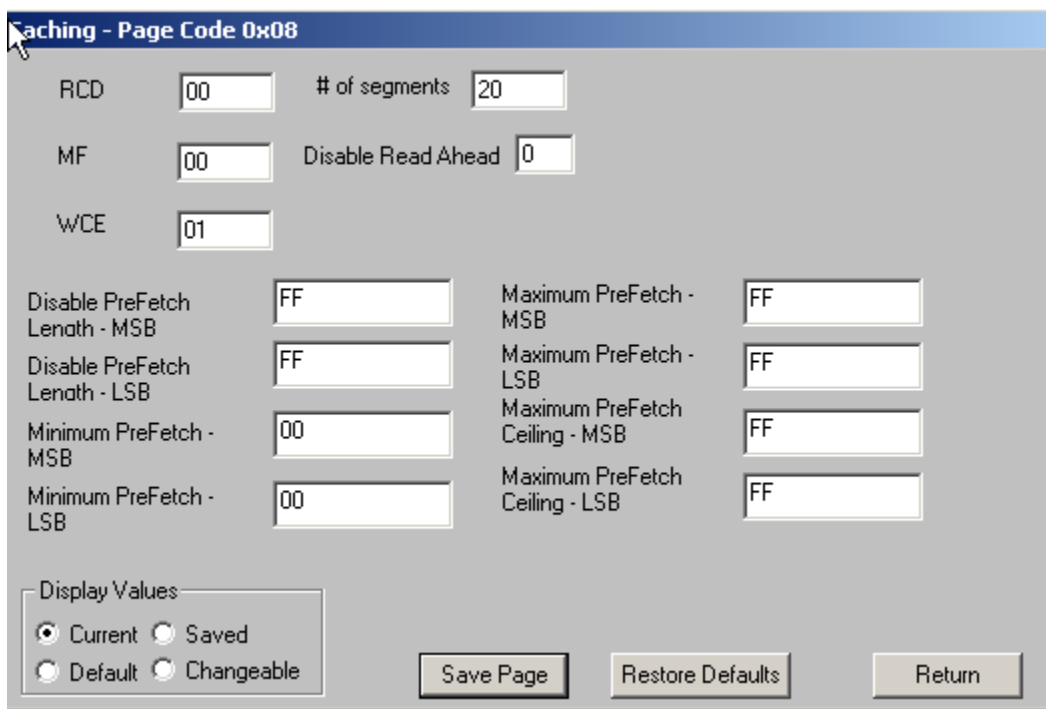 Caching - Page Code 0x08
RCD 00 # of segments 20
MF 00 Disable Read Ahead 0
WCE 01
Disable PreFetch
Length - MSB FF
Maximum PreFetch -
MSB FF
Disable PreFetch
Length - LSB FF
Maximum PreFetch -
LSB FF
Minimum PreFetch -
MSB 00
Maximum PreFetch
Ceiling - MSB FF
Minimum PreFetch -
LSB 00
Maximum PreFetch
Ceiling - LSB FF
Display Values
Current Saved
Default Changeable
Save Page Restore Defaults Return